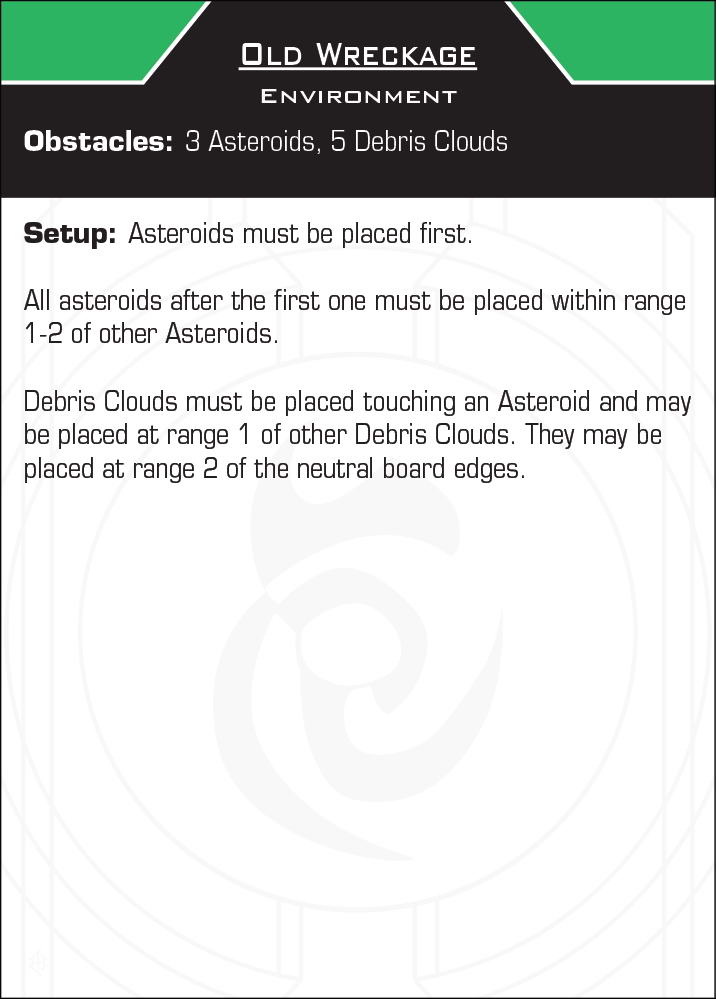 Old Wreckage
Environment
Obstacles: 3 Asteroids, 5 Debris Clouds
Setup: Asteroids must be placed first.
All asteroids after the first one must be placed within range
1-2 of other Asteroids.
Debris Clouds must be placed touching an Asteroid and may
be placed at range 1 of other Debris Clouds. They may be
placed at range 2 of the neutral board edges.